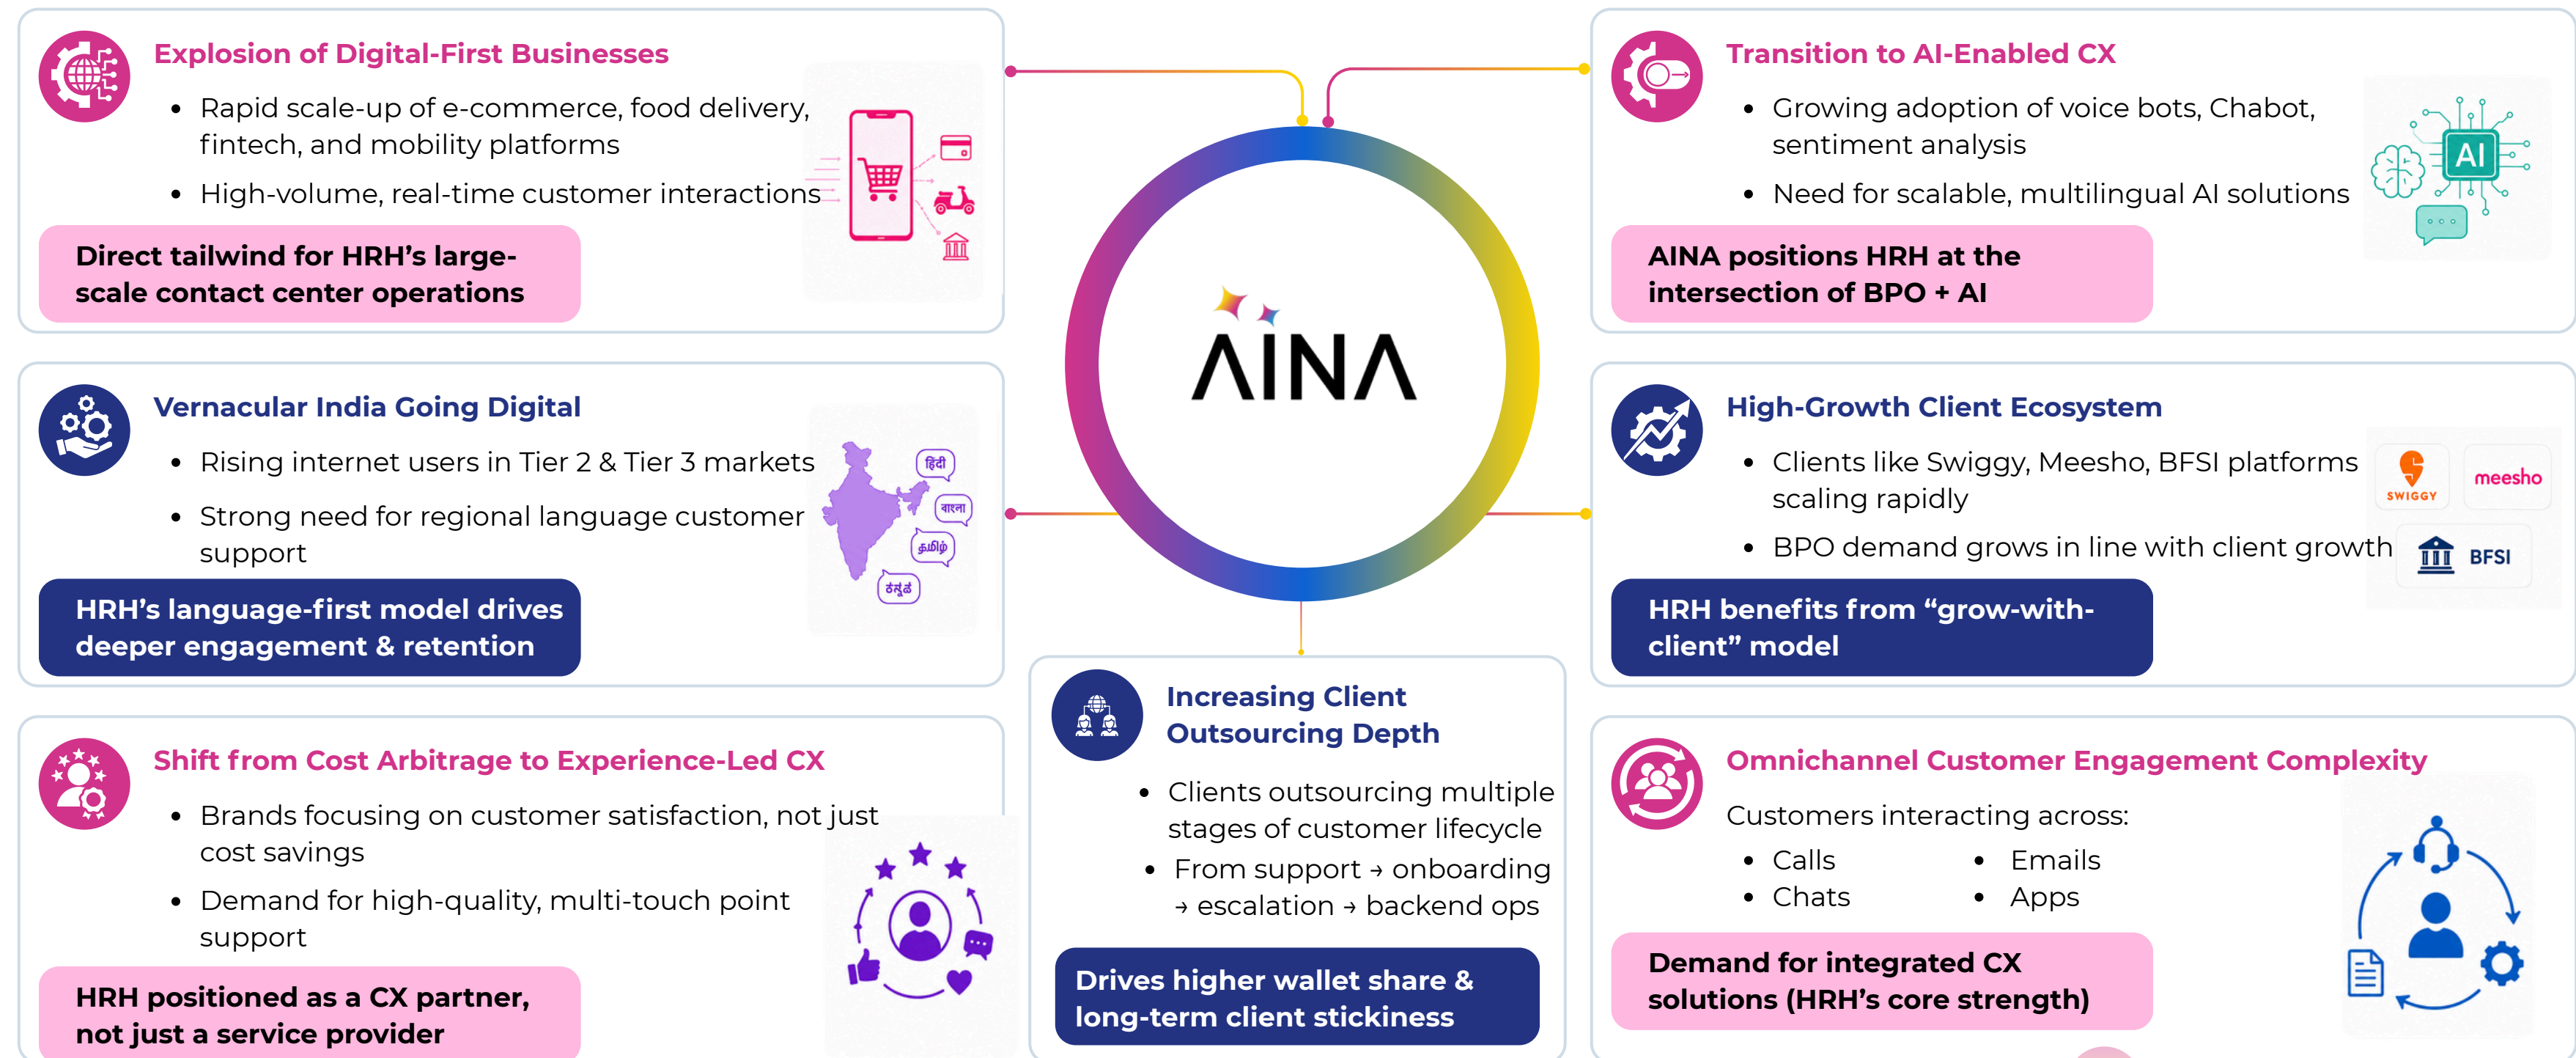 Explosion of Digital-First Businesses
• Rapid scale-up of e-commerce, food delivery,
fintech, and mobility platforms
• High-volume, real-time customer interactions
Direct tailwind for HRH’s large-
scale contact center operations
Vernacular India Going Digital
• Rising internet users in Tier 2 & Tier 3 markets
• Strong need for regional language customer
support
हिंदी
বাংলা
தமிழ்
ಕನ್ನಡ
HRH’s language-first model drives
deeper engagement & retention
Shift from Cost Arbitrage to Experience-Led CX
• Brands focusing on customer satisfaction, not just
cost savings
• Demand for high-quality, multi-touch point
support
HRH positioned as a CX partner,
not just a service provider
AINA
Increasing Client
Outsourcing Depth
• Clients outsourcing multiple
stages of customer lifecycle
• From support → onboarding
→ escalation → backend ops
Drives higher wallet share &
long-term client stickiness
Transition to AI-Enabled CX
• Growing adoption of voice bots, Chabot,
sentiment analysis
• Need for scalable, multilingual AI solutions
AI
AINA positions HRH at the
intersection of BPO + AI
High-Growth Client Ecosystem
• Clients like Swiggy, Meesho, BFSI platforms
scaling rapidly
• BPO demand grows in line with client growth
SWIGGY
meesho
BFSI
HRH benefits from “grow-with-
client” model
Omnichannel Customer Engagement Complexity
Customers interacting across:
• Calls
• Chats
• Emails
• Apps
Demand for integrated CX
solutions (HRH’s core strength)